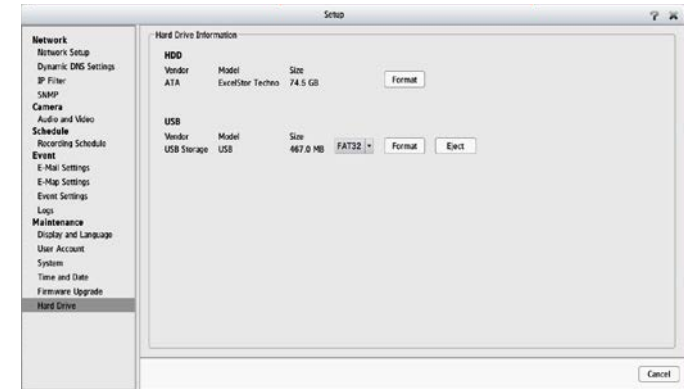 Setup ? ×
Network
Network Setup
Dynamic DNS Settings
IP Filter
SNMP
Camera
Audio and Video
Schedule
Recording Schedule
Event
E-Mail Settings
E-Map Settings
Event Settings
Logs
Maintenance
Display and Language
User Account
System
Time and Date
Firmware Upgrade
Hard Drive
Hard Drive Information
HDD
Vendor Model Size
ATA ExcelStor Techno 74.5 GB Format
USB
Vendor Model Size
USB Storage USB 467.0 MB FAT32 Format Eject
Cancel